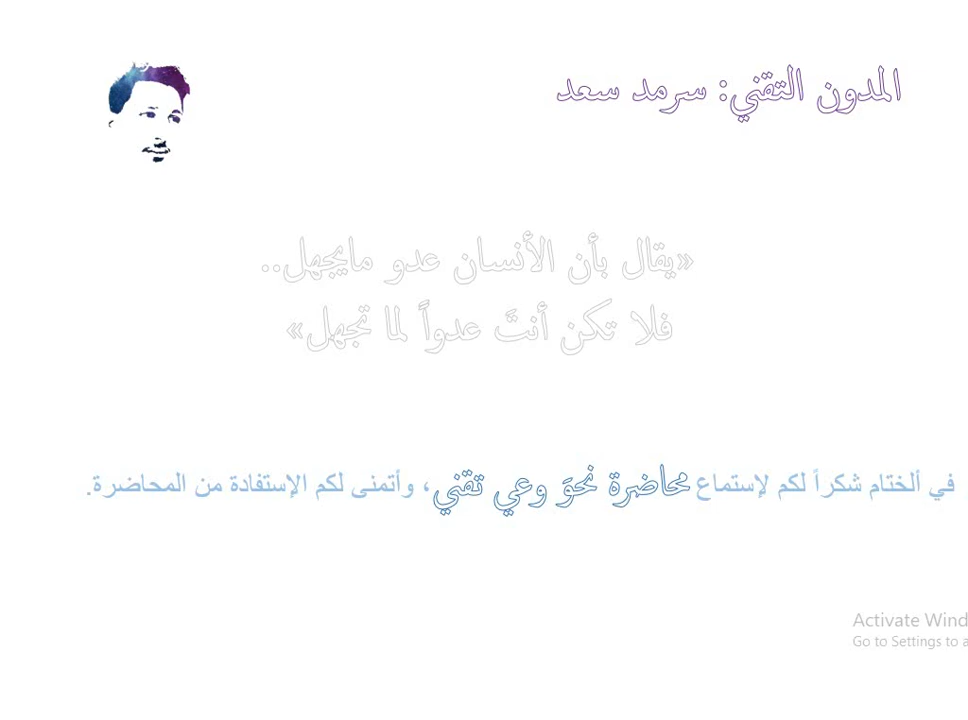 المدون التقني: سرمد سعد
«يقال بأن الأنسان عدو مايجهل..
فلا تكن أنتَ عدواً لما تجهل»
في ألختام شكراً لكم لإستماع محاضرة نحوَ وعي تقني، وأتمنى لكم الإستفادة من المحاضرة.
Activate Wind
Go to Settings to a